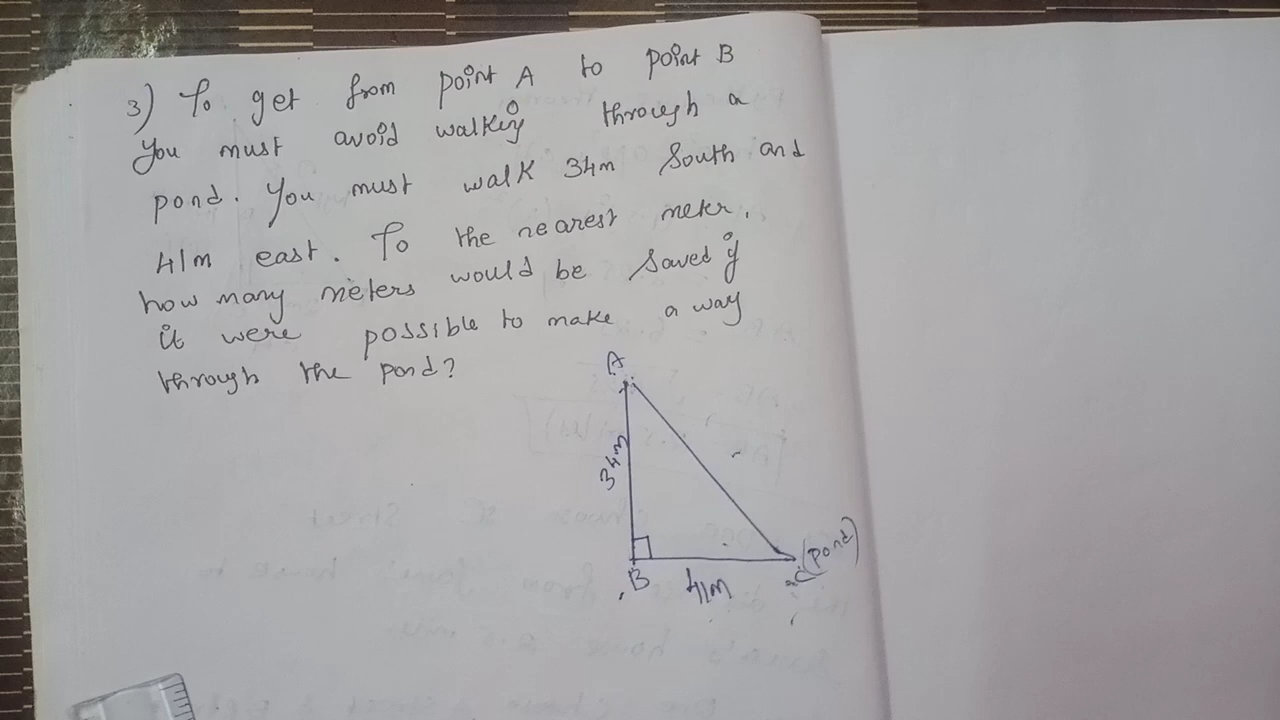 3) To get from point A to point B
you must avoid walking through a
pond. You must walk 34m South and
41m east. To the nearest meter,
how many meters would be saved if
it were possible to make a way
through the pond?
A
34m
B
41m
C (pond)